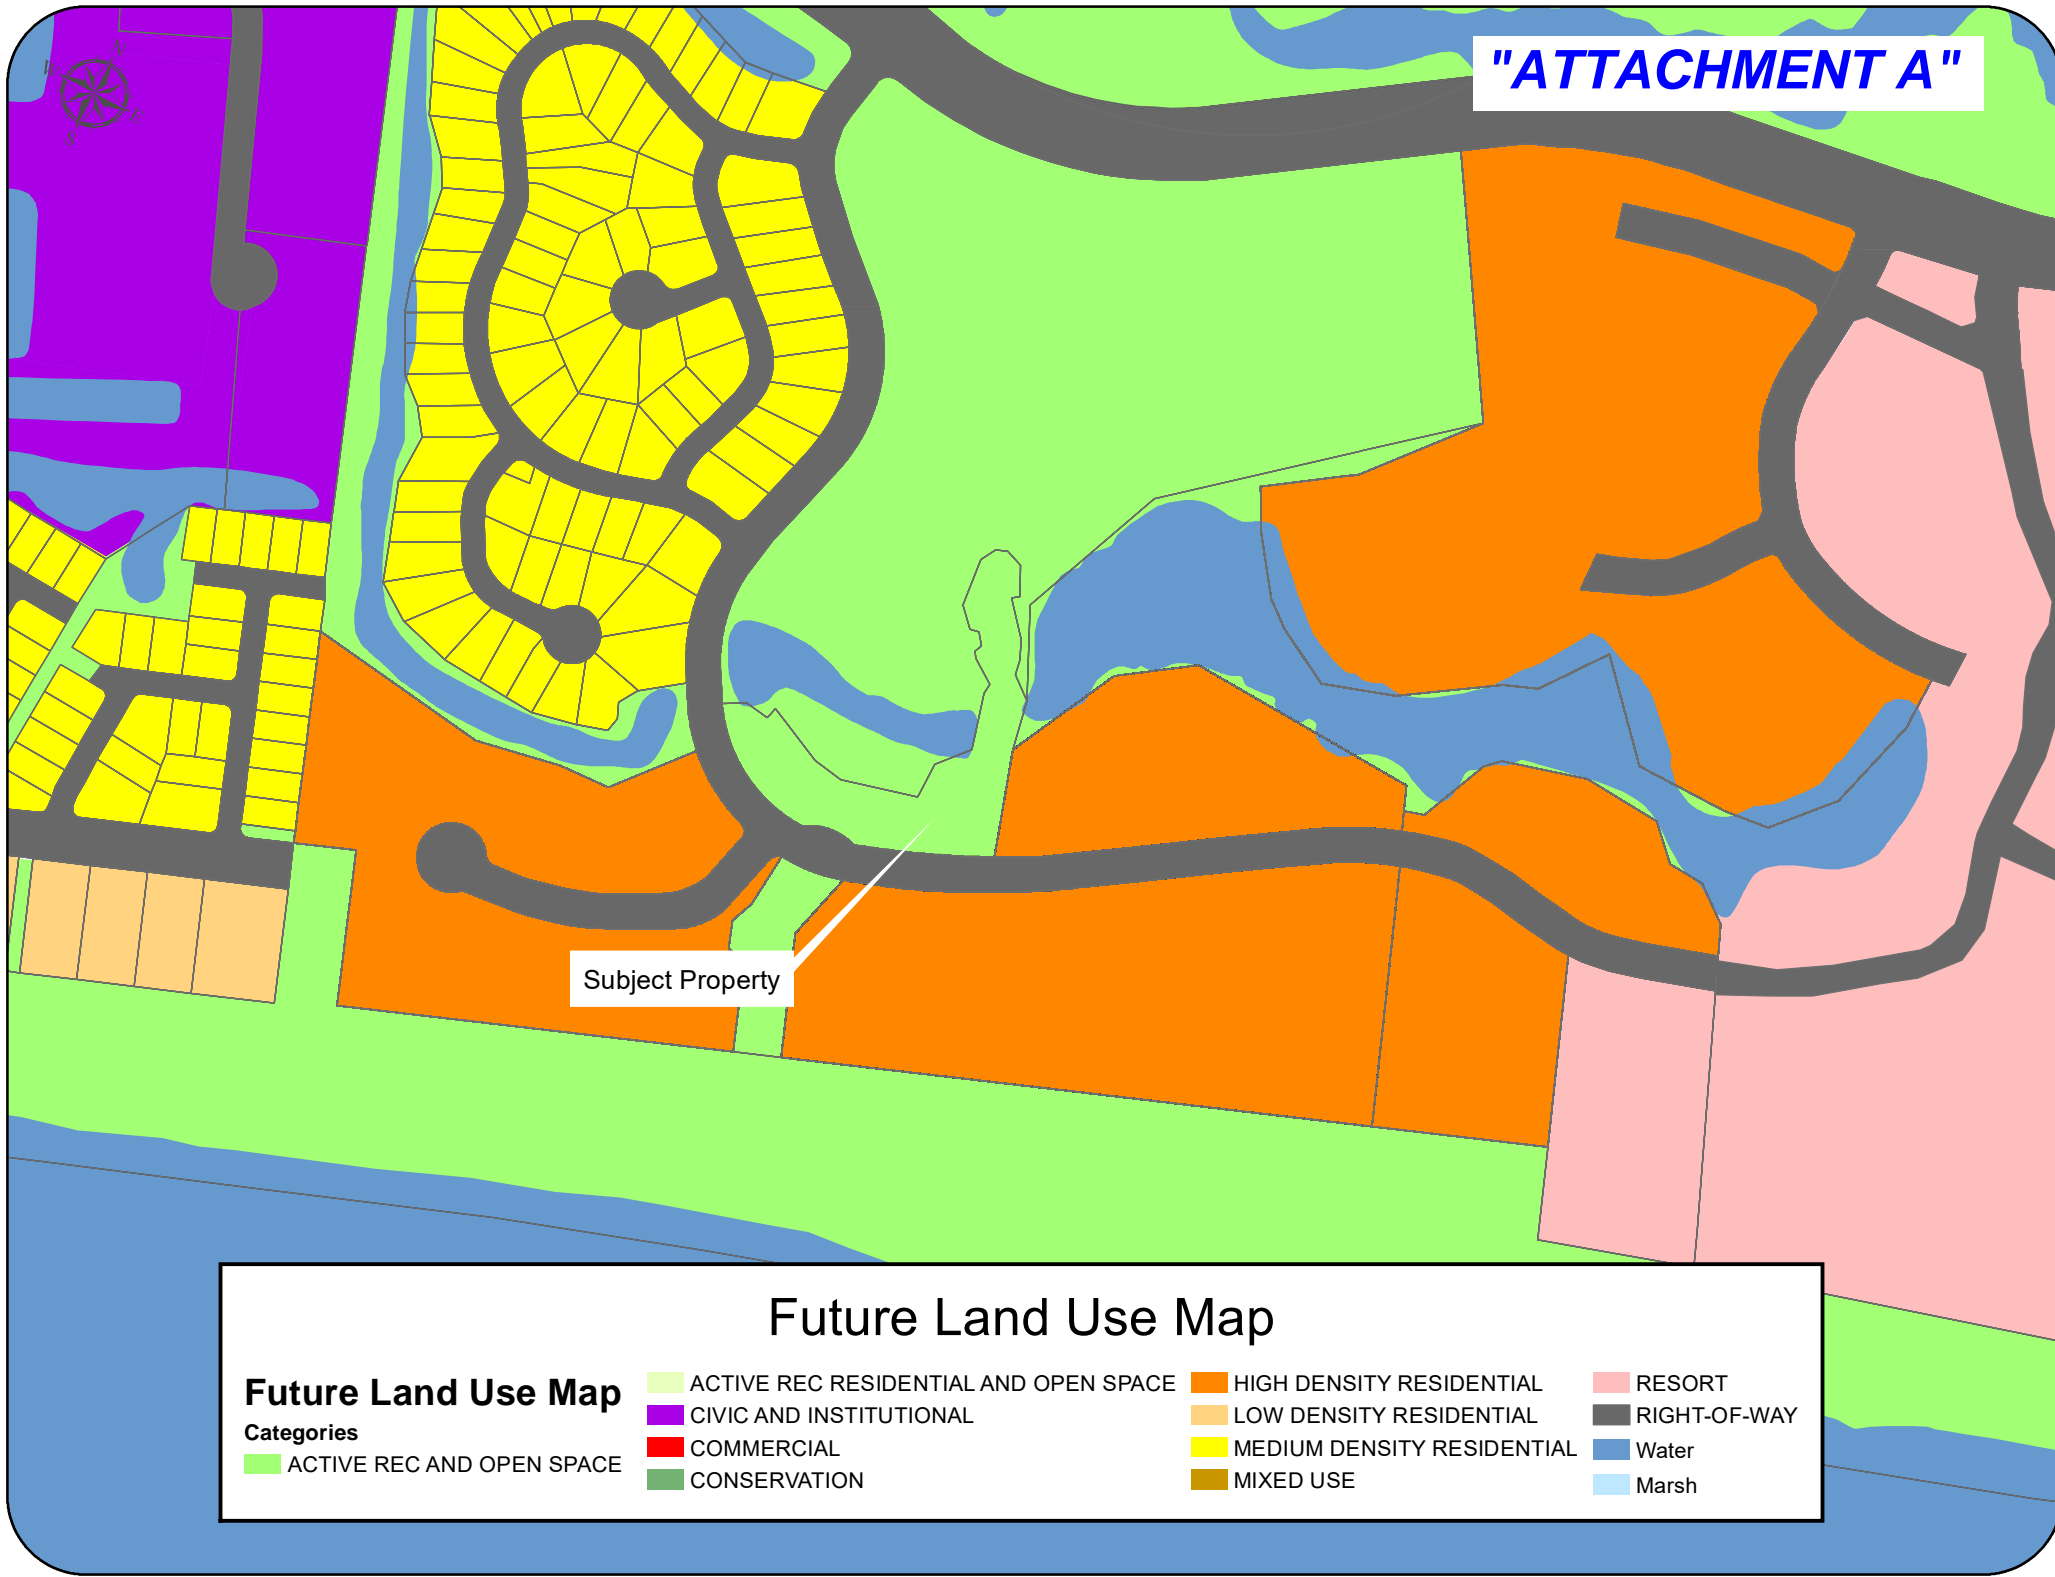 "ATTACHMENT A"
N
W
E
S
Subject Property
Future Land Use Map
Future Land Use Map
Categories
ACTIVE REC AND OPEN SPACE
ACTIVE REC RESIDENTIAL AND OPEN SPACE
CIVIC AND INSTITUTIONAL
COMMERCIAL
CONSERVATION
HIGH DENSITY RESIDENTIAL
LOW DENSITY RESIDENTIAL
MEDIUM DENSITY RESIDENTIAL
MIXED USE
RESORT
RIGHT-OF-WAY
Water
Marsh